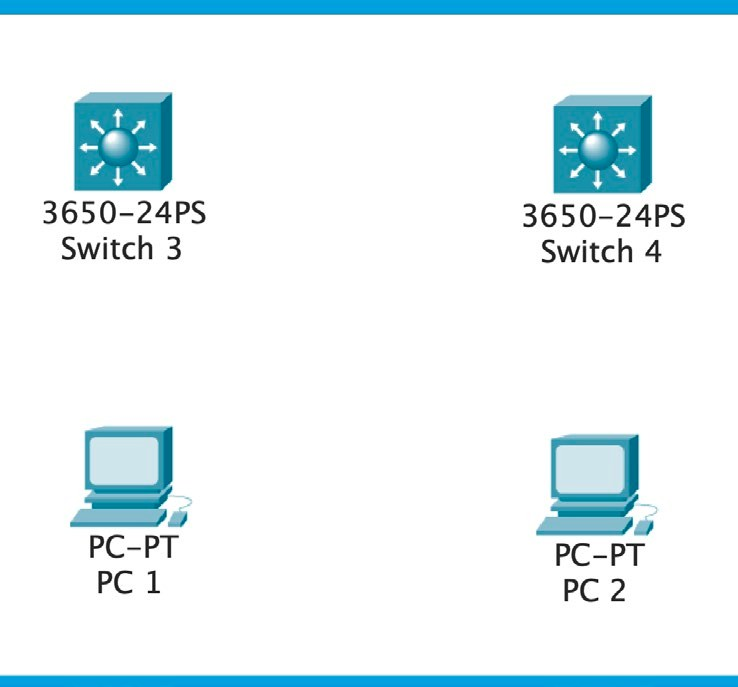 3650-24PS
Switch 3
3650-24PS
Switch 4
PC-PT
PC 1
PC-PT
PC 2